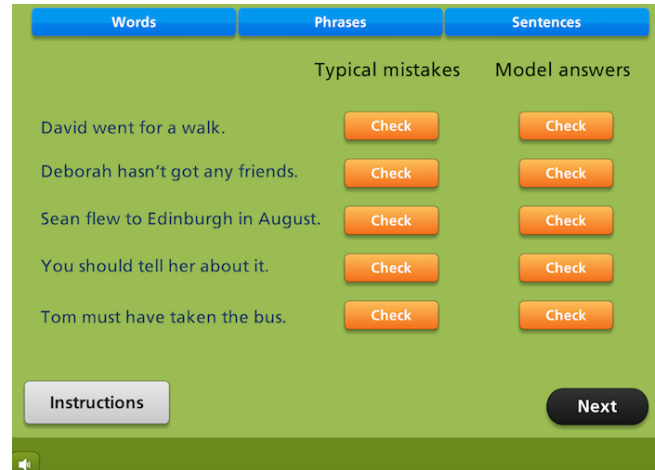 Words Phrases Sentences
Typical mistakes Model answers
David went for a walk. Check Check
Deborah hasn't got any friends. Check Check
Sean flew to Edinburgh in August. Check Check
You should tell her about it. Check Check
Tom must have taken the bus. Check Check
Instructions Next